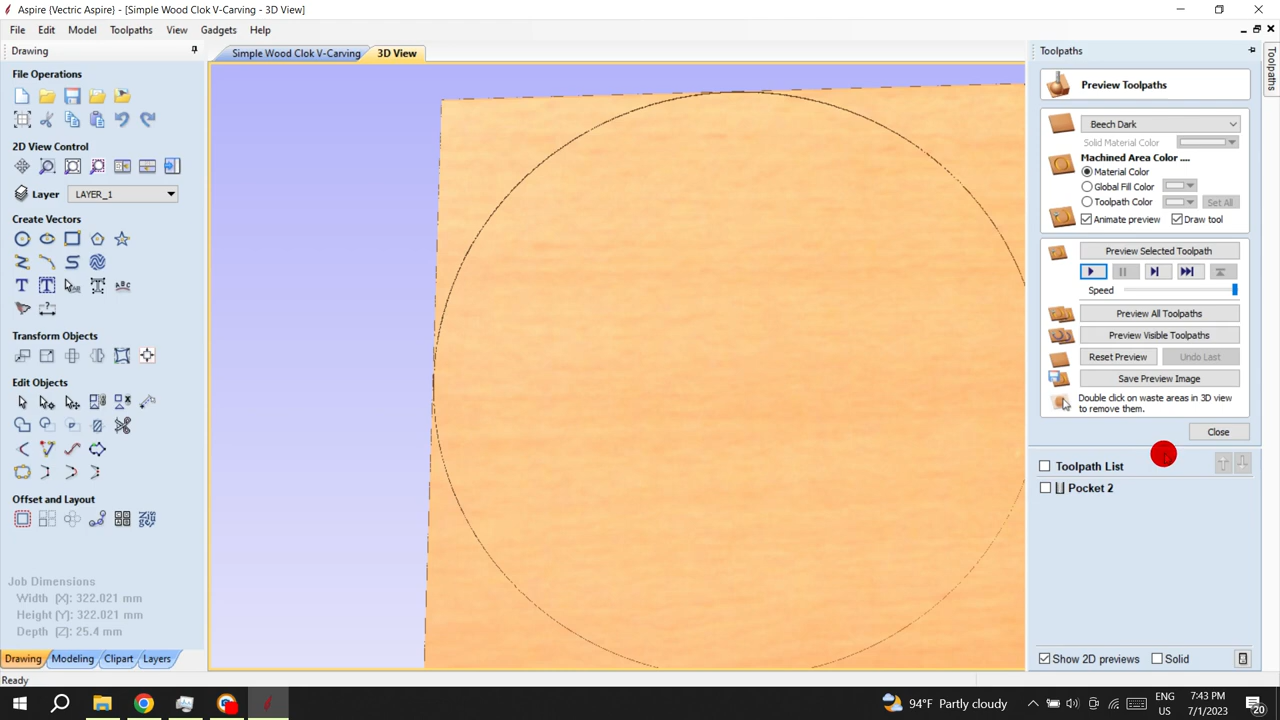 Aspire {Vectric Aspire} - [Simple Wood Clok V-Carving - 3D View]
File Edit Model Toolpaths View Gadgets Help
Drawing
File Operations
2D View Control
Layer LAYER_1
Create Vectors
Transform Objects
Edit Objects
Offset and Layout
Job Dimensions
Width (X): 322.021 mm
Height (Y): 322.021 mm
Depth (Z): 25.4 mm
Drawing Modeling Clipart Layers
Ready
Simple Wood Clok V-Carving 3D View
Toolpaths
Toolpaths
Preview Toolpaths
Beech Dark
Solid Material Color
Machined Area Color ....
Material Color
Global Fill Color
Toolpath Color Set All
Animate preview Draw tool
Preview Selected Toolpath
Speed
Preview All Toolpaths
Preview Visible Toolpaths
Reset Preview Undo Last
Save Preview Image
Double click on waste areas in 3D view
to remove them.
Close
Toolpath List
Pocket 2
Show 2D previews Solid
94°F Partly cloudy
ENG
US
7:43 PM
7/1/2023
20